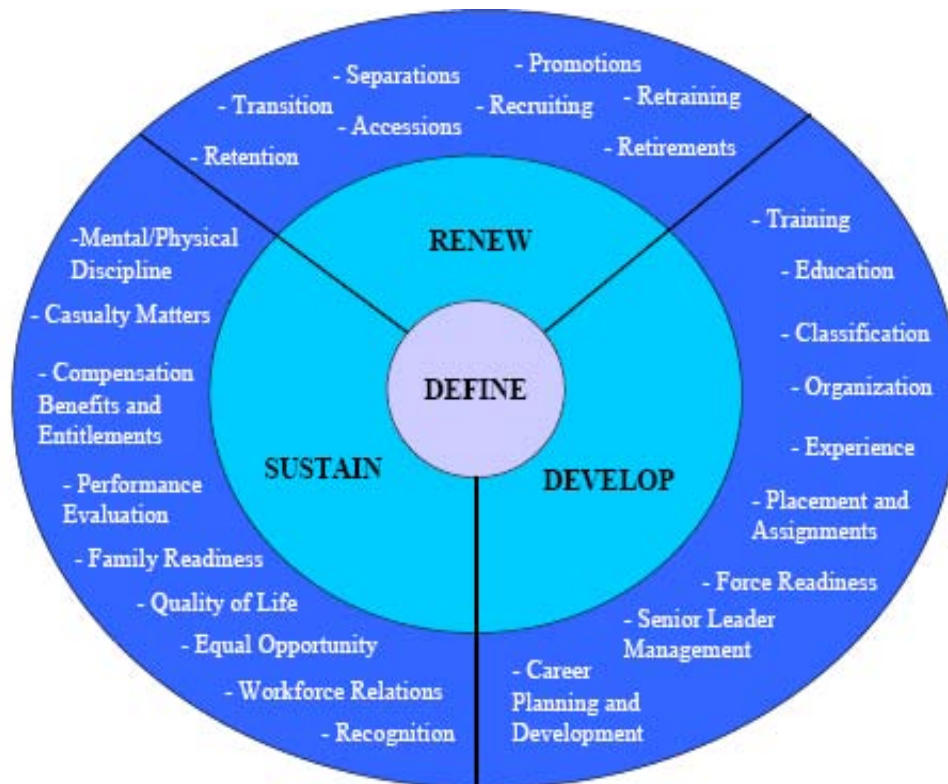 - Separations
- Promotions
- Transition
- Recruiting
- Retraining
- Accessions
- Retention
- Retirements
RENEW
-Mental/Physical
Discipline
- Casualty Matters
- Compensation
Benefits and
Entitlements
- Performance
Evaluation
- Family Readiness
- Quality of Life
- Equal Opportunity
- Workforce Relations
- Recognition
SUSTAIN
DEFINE
DEVELOP
- Training
- Education
- Classification
- Organization
- Experience
- Placement and
Assignments
- Force Readiness
- Senior Leader
Management
- Career
Planning and
Development